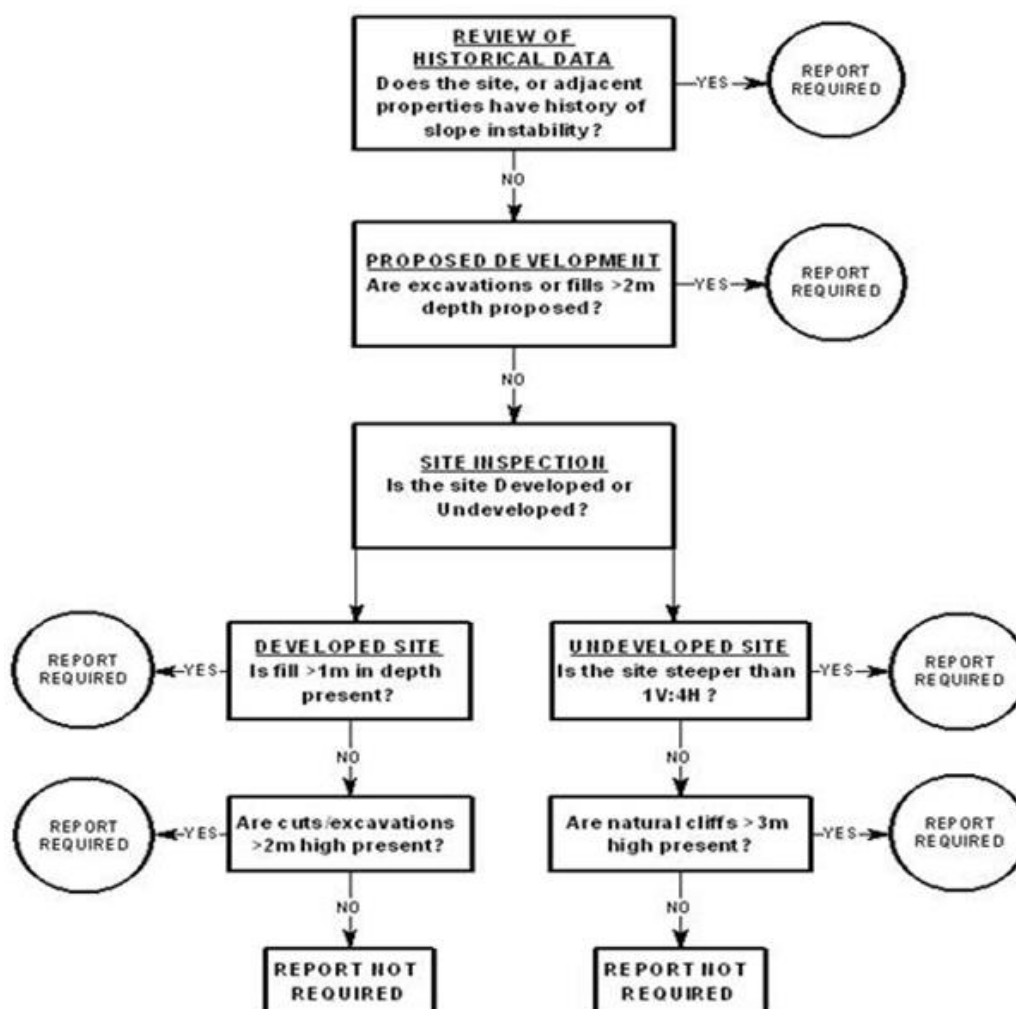 REVIEW OF
HISTORICAL DATA
Does the site, or adjacent
properties have history of
slope instability?
YES
REPORT
REQUIRED
NO
PROPOSED DEVELOPMENT
Are excavations or fills >2m
depth proposed?
YES
REPORT
REQUIRED
NO
SITE INSPECTION
Is the site Developed or
Undeveloped?
DEVELOPED SITE
Is fill >1m in depth
present?
YES
REPORT
REQUIRED
NO
Are cuts/excavations
>2m high present?
YES
REPORT
REQUIRED
NO
REPORT NOT
REQUIRED
UNDEVELOPED SITE
Is the site steeper than
1V:4H?
YES
REPORT
REQUIRED
NO
Are natural cliffs >3m
high present?
YES
REPORT
REQUIRED
NO
REPORT NOT
REQUIRED